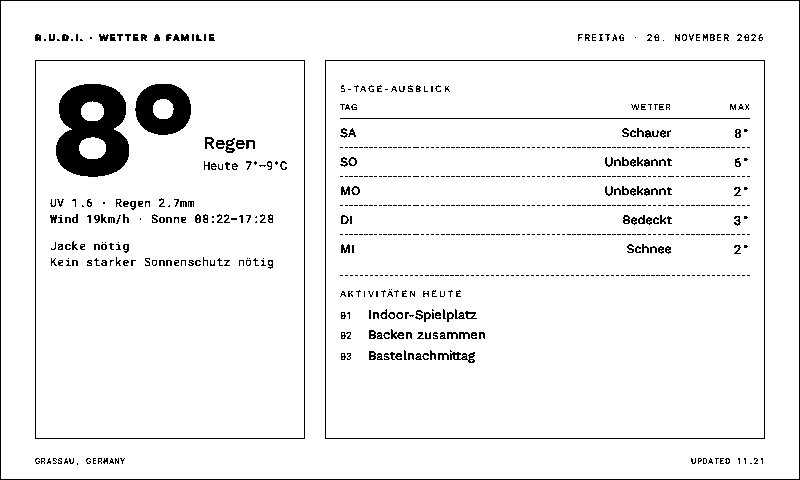 R.U.D.I. · WETTER & FAMILIE
FREITAG · 20. NOVEMBER 2026
8°
Regen
Heute 7°–9°C
UV 1.6 · Regen 2.7mm
Wind 19km/h · Sonne 08:22–17:28
Jacke nötig
Kein starker Sonnenschutz nötig
5-TAGE-AUSBLICK
TAG WETTER MAX
SA Schauer 8°
SO Unbekannt 6°
MO Unbekannt 2°
DI Bedeckt 3°
MI Schnee 2°
AKTIVITÄTEN HEUTE
01 Indoor-Spielplatz
02 Backen zusammen
03 Bastelnachmittag
GRASSAU, GERMANY
UPDATED 11.21